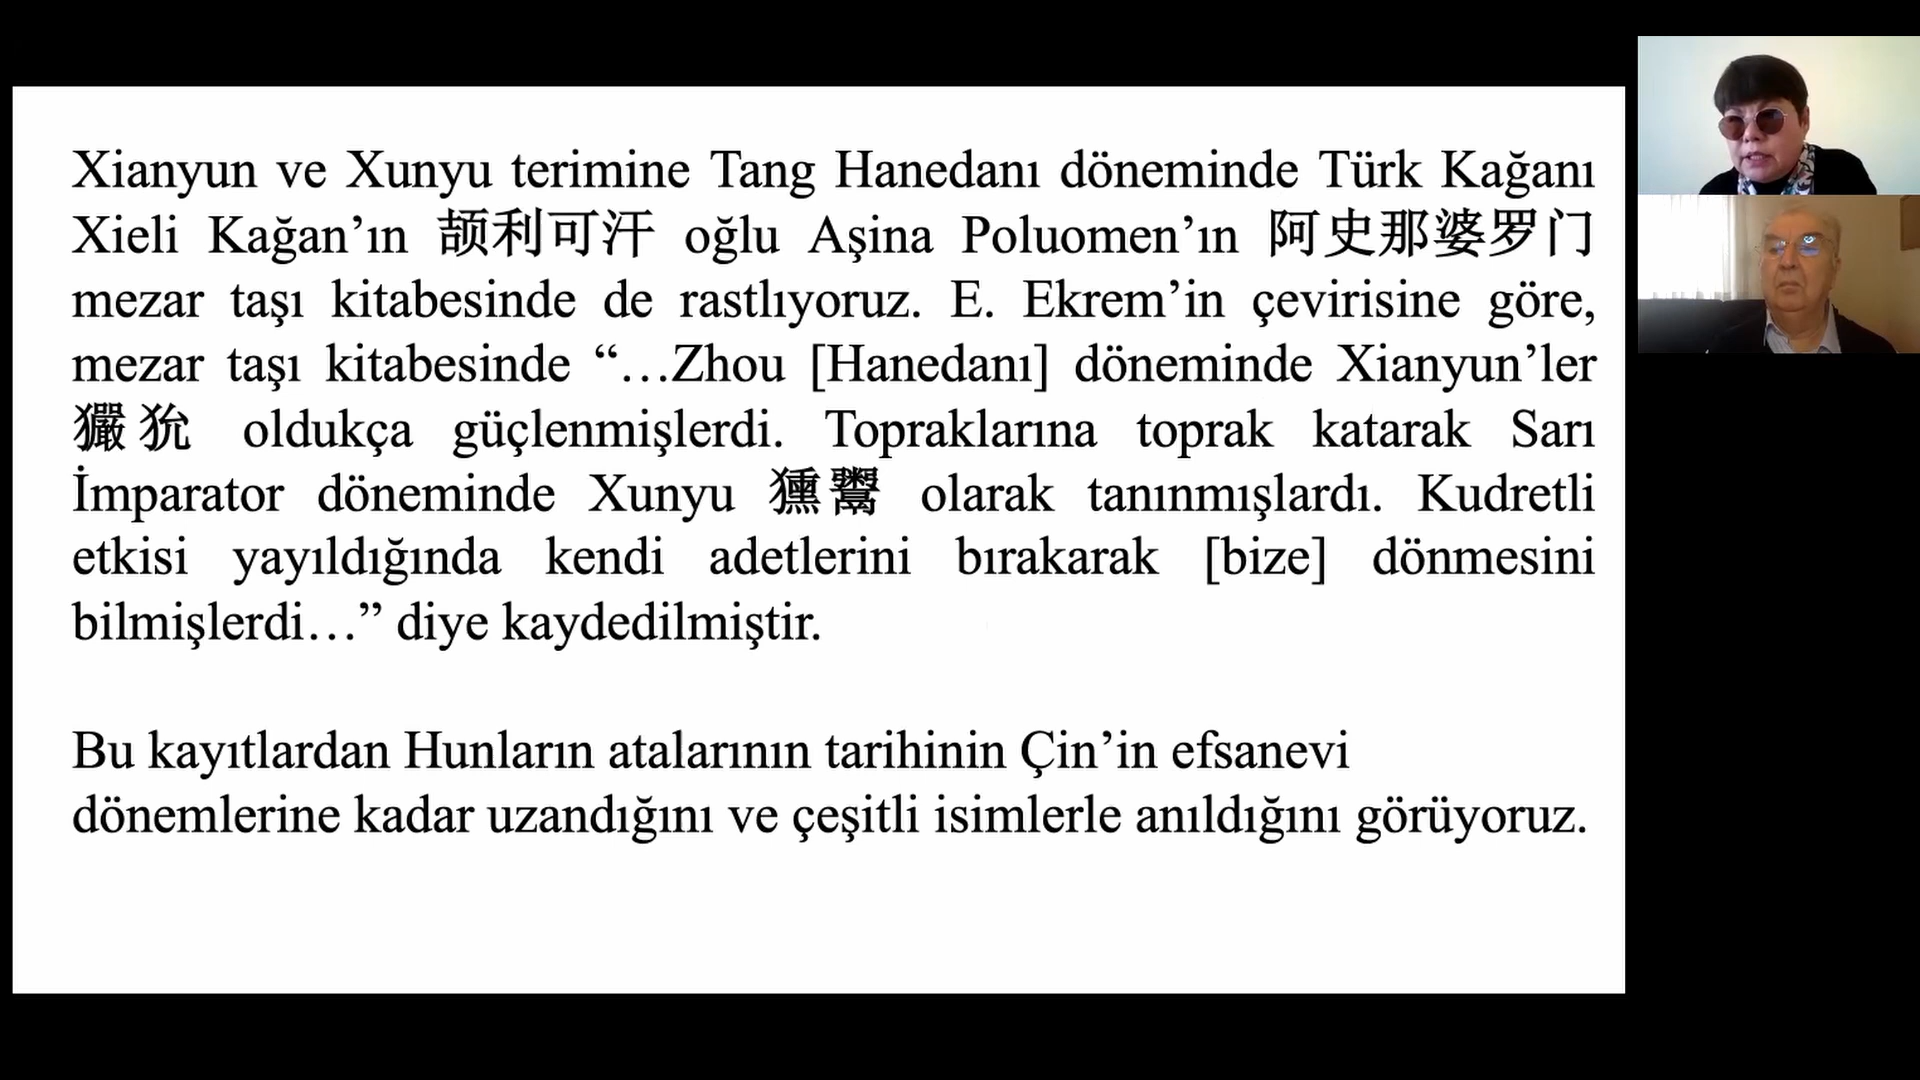 Xianyun ve Xunyu terimine Tang Hanedanı döneminde Türk Kağanı
Xieli Kağan’ın 颉利可汗 oğlu Aşina Poluomen’ın 阿史那婆罗门
mezar taşı kitabesinde de rastlıyoruz. E. Ekrem’in çevirisine göre,
mezar taşı kitabesinde “…Zhou [Hanedanı] döneminde Xianyun’ler
玁狁 oldukça güçlenmişlerdi. Topraklarına toprak katarak Sarı
İmparator döneminde Xunyu 獯鬻 olarak tanınmışlardı. Kudretli
etkisi yayıldığında kendi adetlerini bırakarak [bize] dönmesini
bilmişlerdi…” diye kaydedilmiştir.
Bu kayıtlardan Hunların atalarının tarihinin Çin’in efsanevi
dönemlerine kadar uzandığını ve çeşitli isimlerle anıldığını görüyoruz.